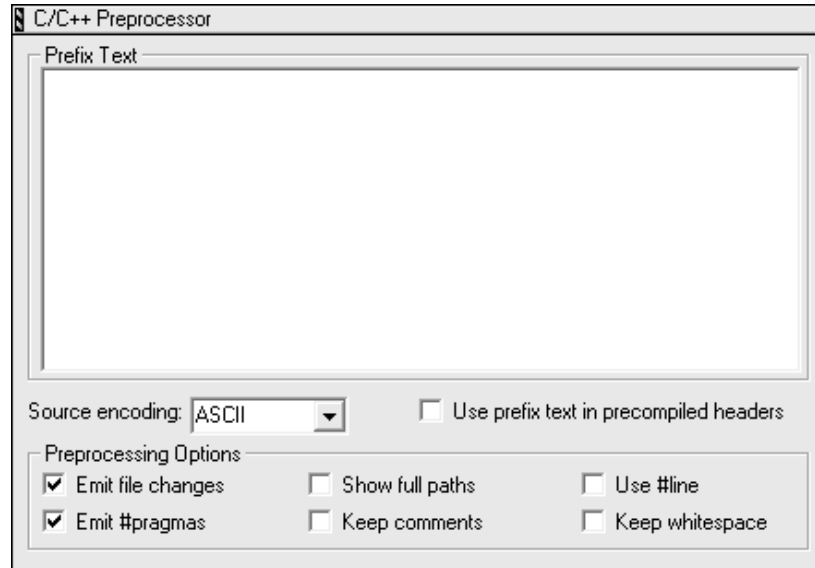 C/C++ Preprocessor
Prefix Text
Source encoding: ASCII Use prefix text in precompiled headers
Preprocessing Options
Emit file changes Show full paths Use #line
Emit #pragmas Keep comments Keep whitespace